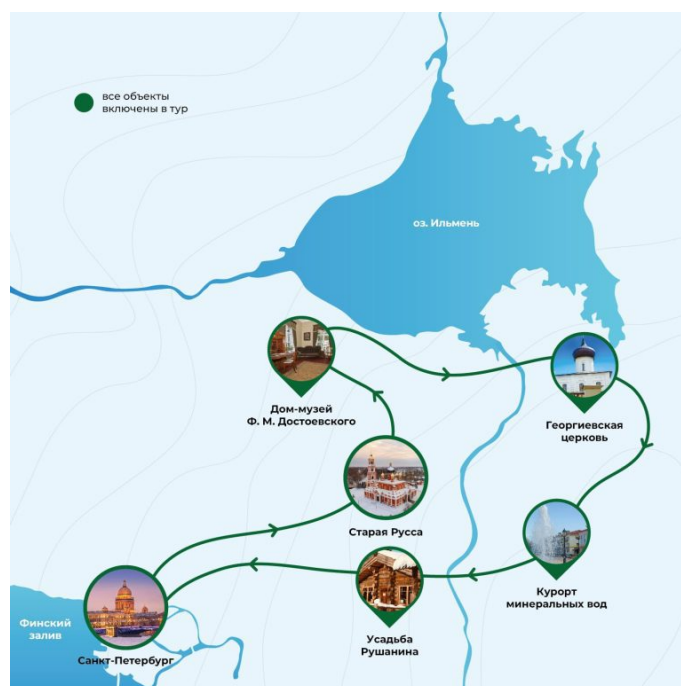 все объекты
включены в тур
оз. Ильмень
Дом-музей
Ф. М. Достоевского
Георгиевская
церковь
Старая Русса
Курорт
минеральных вод
Финский
залив
Усадьба
Рушанина
Санкт-Петербург